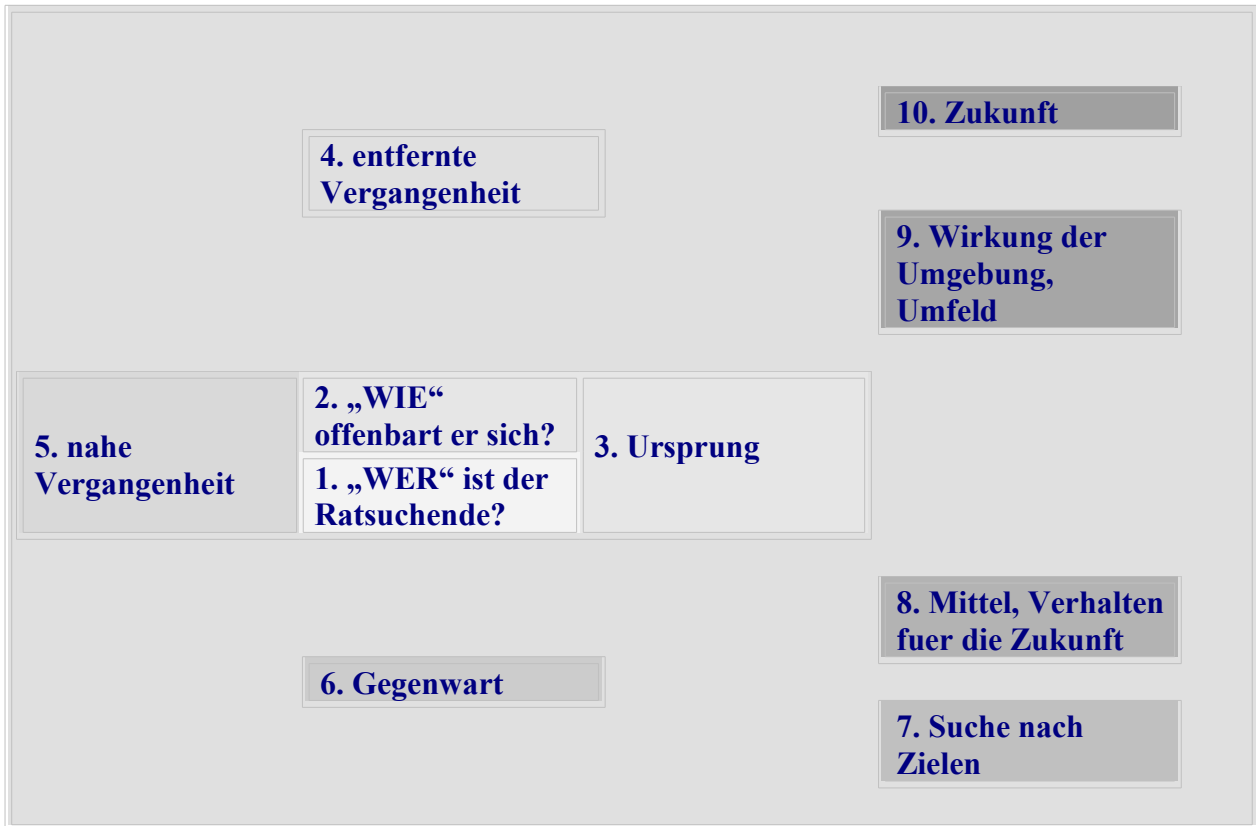 10. Zukunft
4. entfernte
Vergangenheit
9. Wirkung der
Umgebung,
Umfeld
5. nahe
Vergangenheit
2. „WIE“
offenbart er sich?
1. „WER“ ist der
Ratsuchende?
3. Ursprung
8. Mittel, Verhalten
fuer die Zukunft
6. Gegenwart
7. Suche nach
Zielen